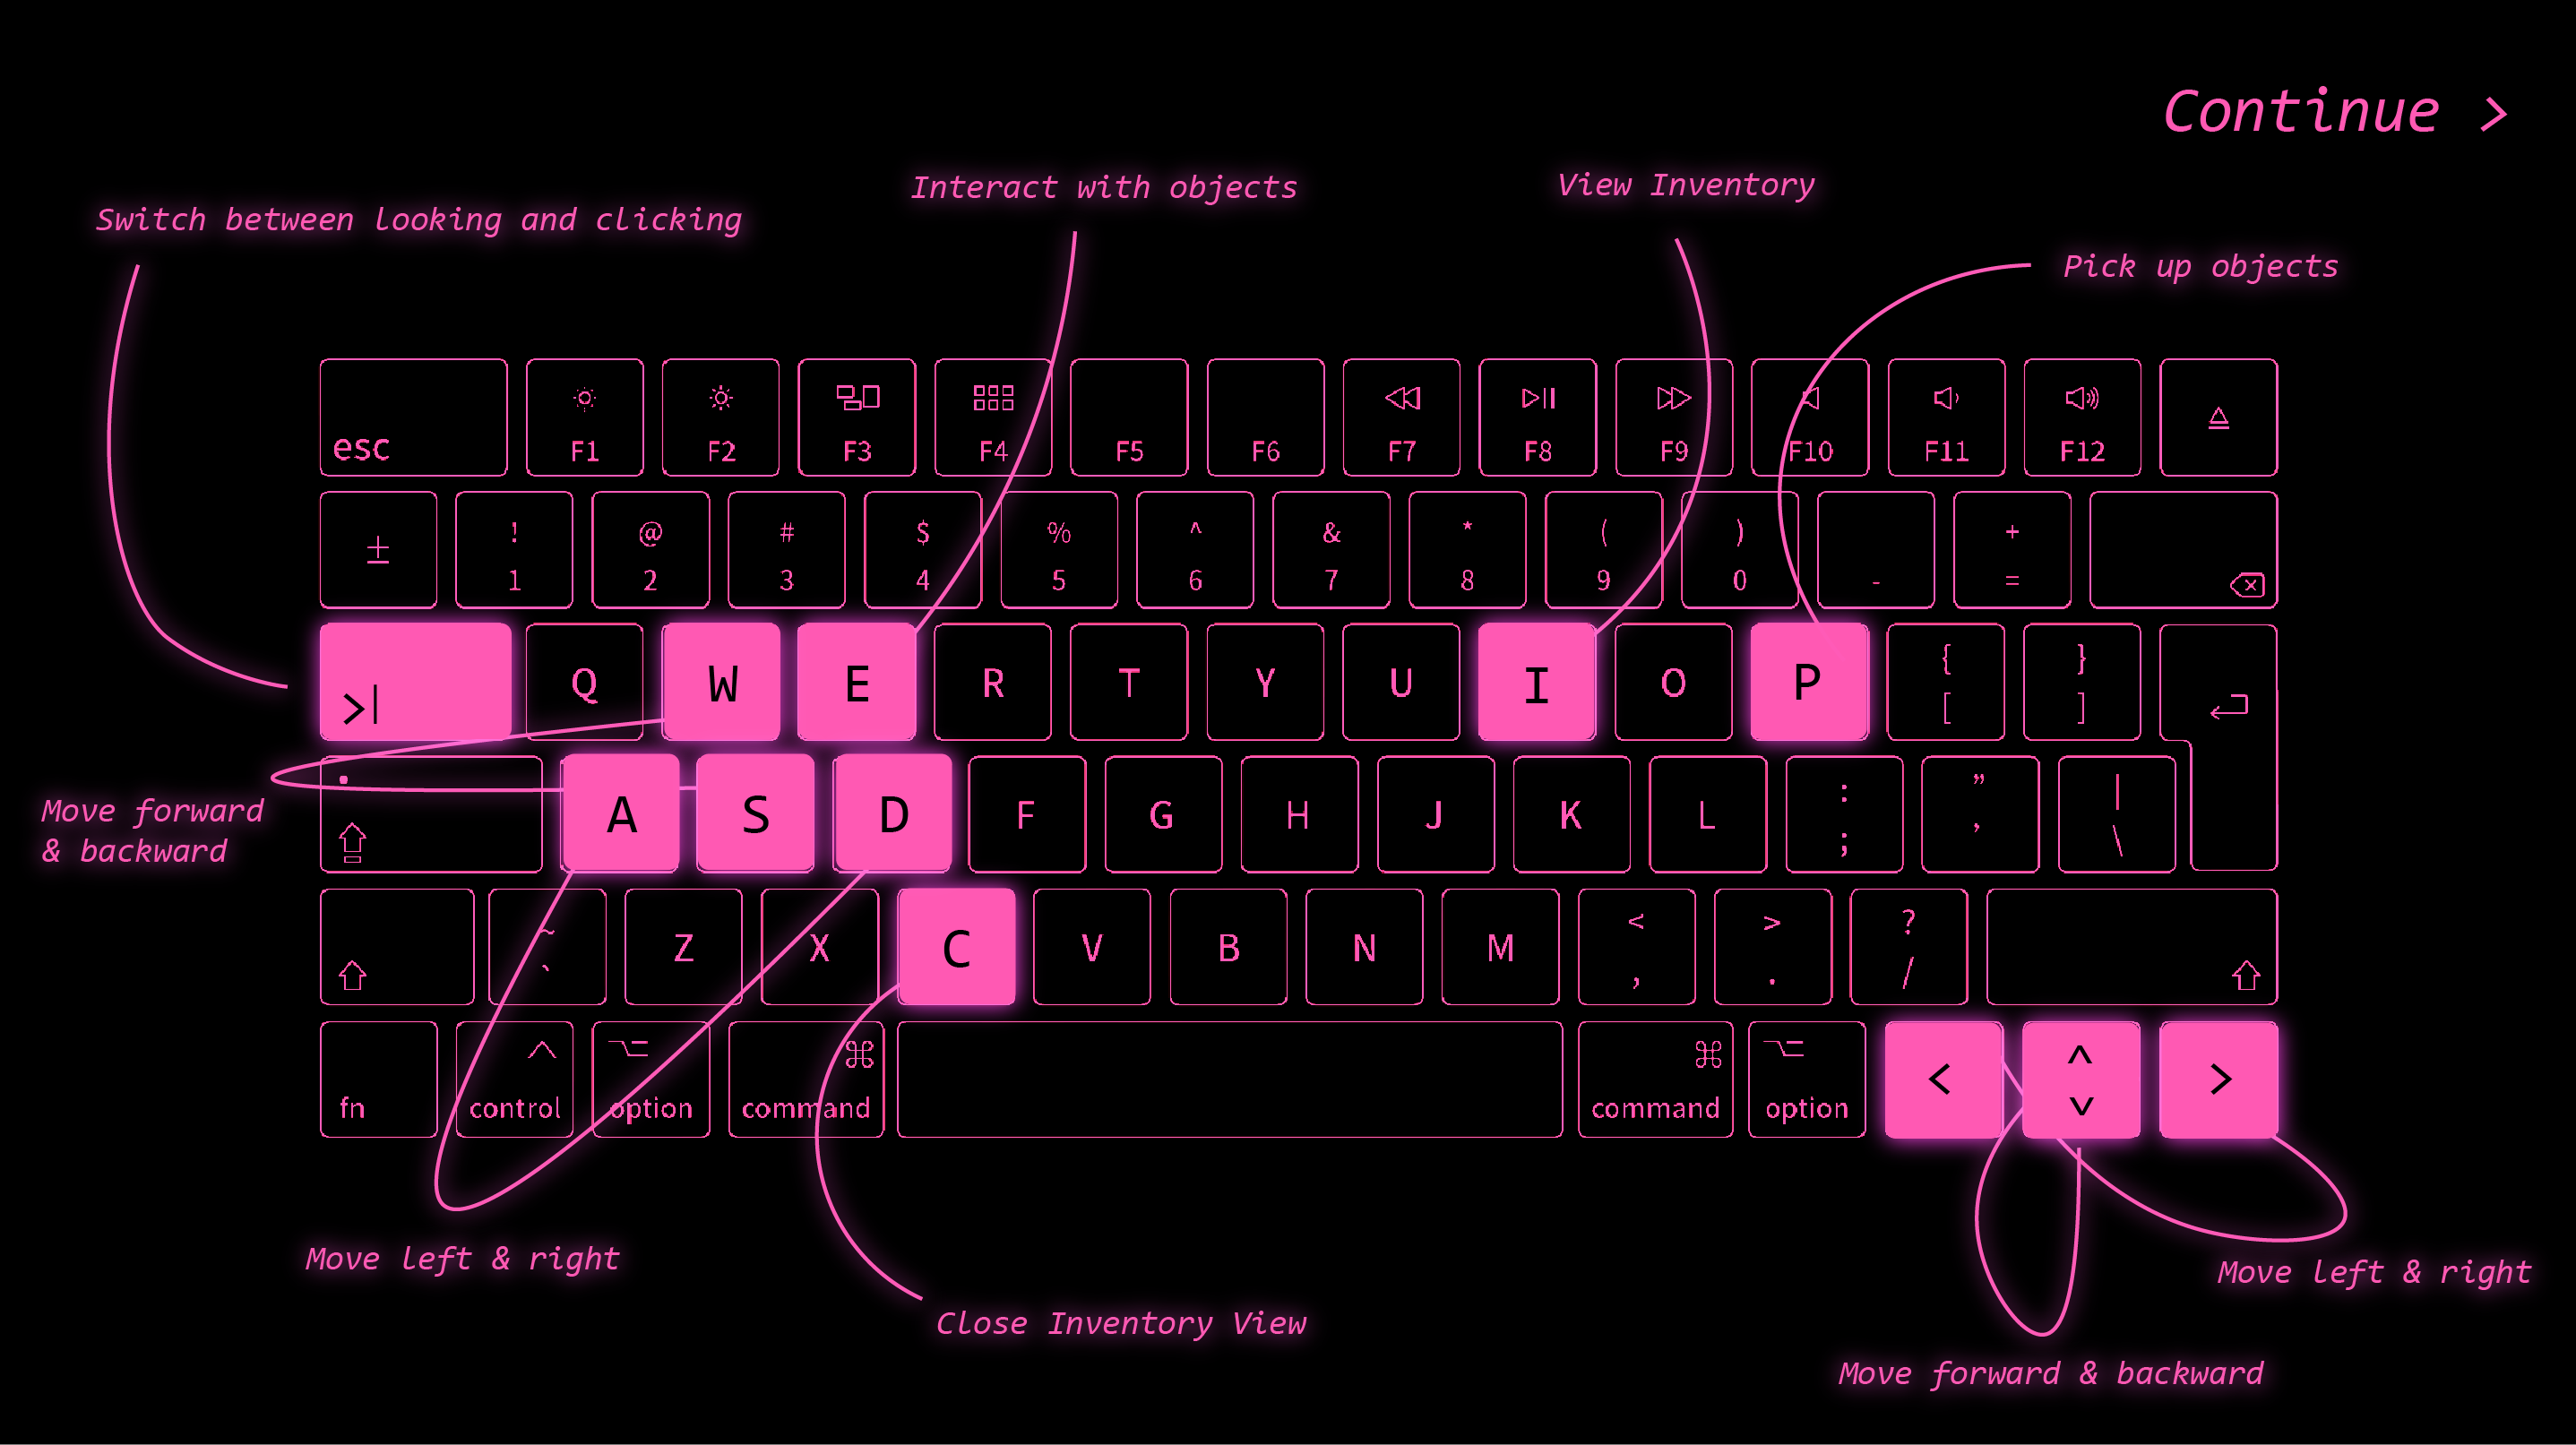 Continue >
Switch between looking and clicking
Interact with objects
View Inventory
Pick up objects
esc F1 F2 F3 F4 F5 F6 F7 F8 F9 F10 F11 F12
± ! @ # $ % ^ & * ( ) +
1 2 3 4 5 6 7 8 9 0 - =
>| Q W E R T Y U I O P { }
[ ]
Move forward
& backward
A S D F G H J K L : ” |
; ’ \
~ Z X C V B N M < > ?
` , . /
fn control option command command option < ^ >
v
Move left & right
Close Inventory View
Move left & right
Move forward & backward